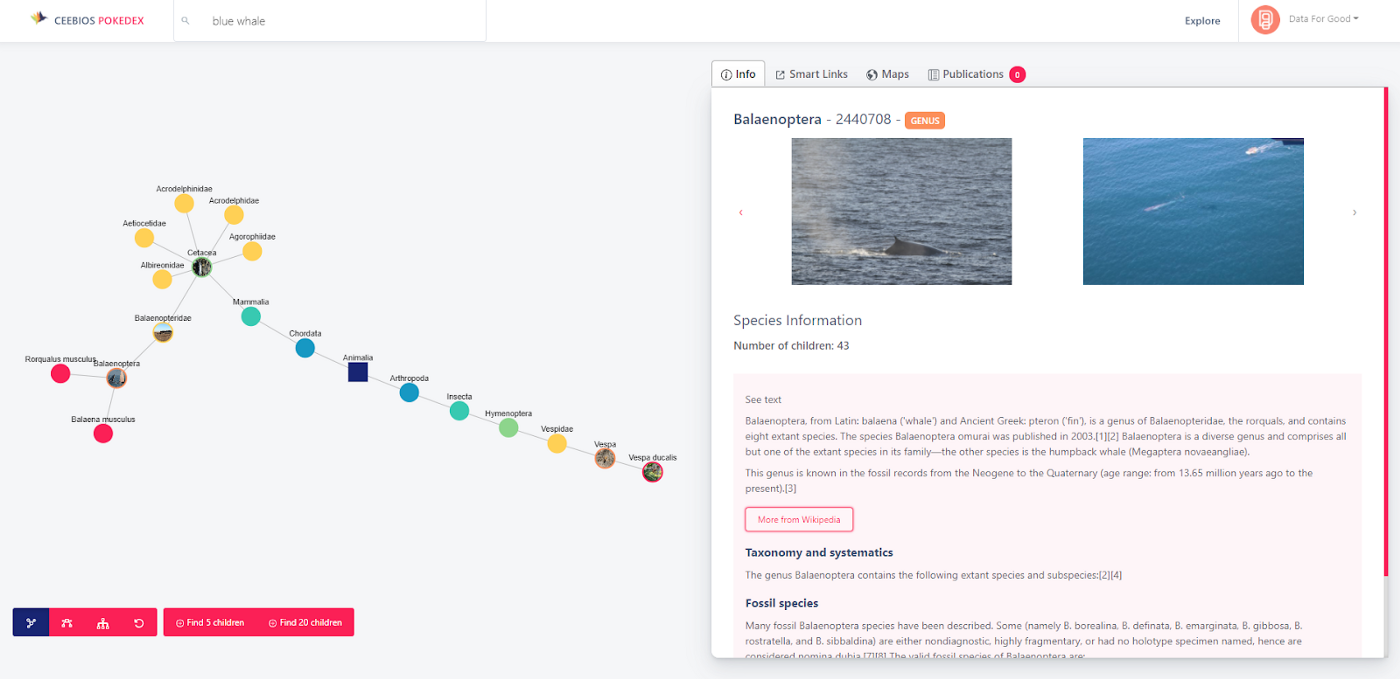 CEEBIOS POKEDEX
blue whale
Explore
Data For Good
Info
Smart Links
Maps
Publications 0
Balaenoptera - 2440708 - GENUS
Species Information
Number of children: 43
See text
Balaenoptera, from Latin: balaena ('whale') and Ancient Greek: pteron ('fin'), is a genus of Balaenopteridae, the rorquals, and contains
eight extant species. The species Balaenoptera omurai was published in 2003.[1][2] Balaenoptera is a diverse genus and comprises all
but one of the extant species in its family—the other species is the humpback whale (Megaptera novaeangliae).
This genus is known in the fossil records from the Neogene to the Quaternary (age range: from 13.65 million years ago to the
present).[3]
More from Wikipedia
Taxonomy and systematics
The genus Balaenoptera contains the following extant species and subspecies:[2][4]
Fossil species
Many fossil Balaenoptera species have been described. Some (namely B. borealina, B. definata, B. emarginata, B. gibbosa, B.
rostratella, and B. sibbaldina) are either nondiagnostic, highly fragmentary, or had no holotype specimen named, hence are
considered nomina dubia.[7][8] The valid fossil species of Balaenoptera are:
Acrodelphinidae
Acrodelphidae
Aetiocetidae
Agorophiidae
Cetacea
Albireonidae
Mammalia
Balaenopteridae
Chordata
Animalia
Rorqualus musculus
Balaenoptera
Arthropoda
Insecta
Hymenoptera
Balaena musculus
Vespidae
Vespa
Vespa ducalis
Find 5 children
Find 20 children